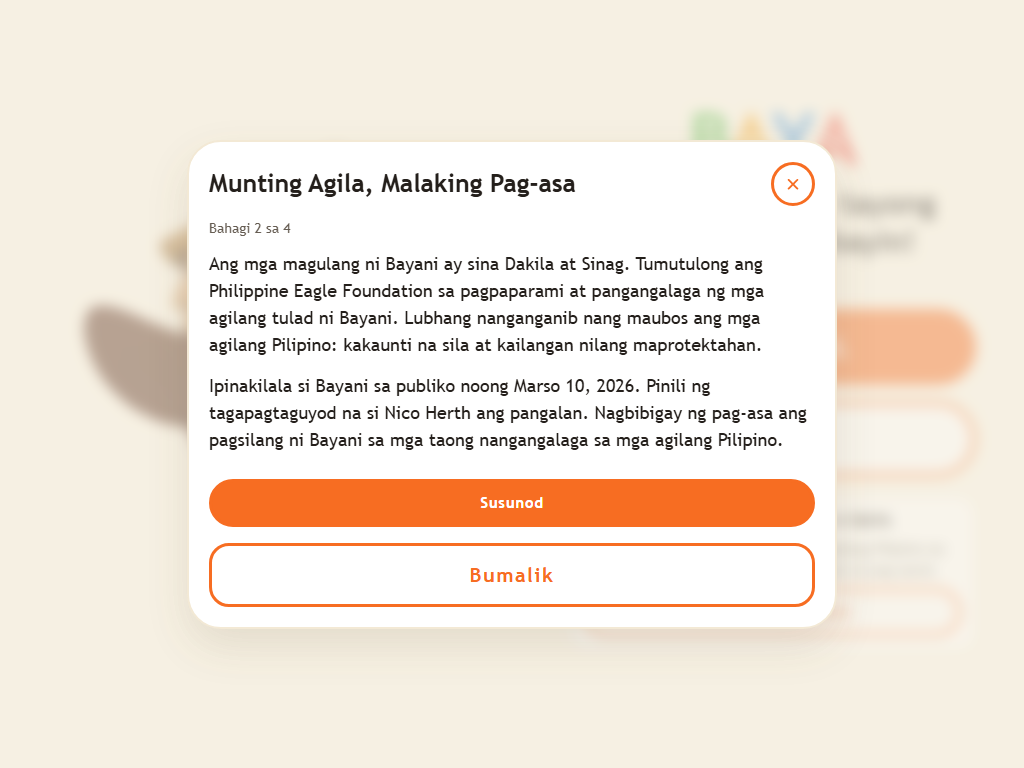 Munting Agila, Malaking Pag-asa
×
Bahagi 2 sa 4
Ang mga magulang ni Bayani ay sina Dakila at Sinag. Tumutulong ang
Philippine Eagle Foundation sa pagpaparami at pangangalaga ng mga
agilang tulad ni Bayani. Lubhang nanganganib nang maubos ang mga
agilang Pilipino: kakaunti na sila at kailangan nilang maprotektahan.
Ipinakilala si Bayani sa publiko noong Marso 10, 2026. Pinili ng
tagapagtaguyod na si Nico Herth ang pangalan. Nagbibigay ng pag-asa ang
pagsilang ni Bayani sa mga taong nangangalaga sa mga agilang Pilipino.
Susunod
Bumalik